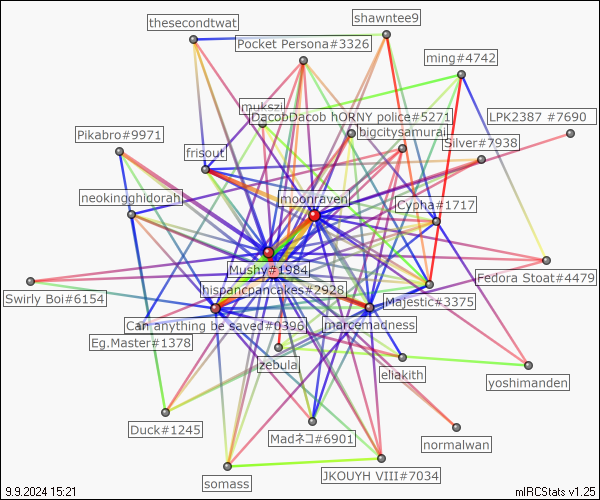 shawntee9
thesecondtwat
Pocket Persona#3326
ming#4742
mukszi
DacobDacob hORNY police#5271
LPK2387 #7690
Pikabro#9971
bigcitysamurai
Silver#7938
frisout
neokingghidorah
moonraven
Cypha#1717
Mushy#1984
Fedora Stoat#4479
hispancpancakes#2928
Swirly Boi#6154
Majestic#3375
Can anything be saved#0396
marcemadness
Eg.Master#1378
zebula
eliakith
yoshimanden
Duck#1245
Madネコ#6901
normalwan
somass
JKOUYH VIII#7034
9.9.2024 15:21
mIRCStats v1.25